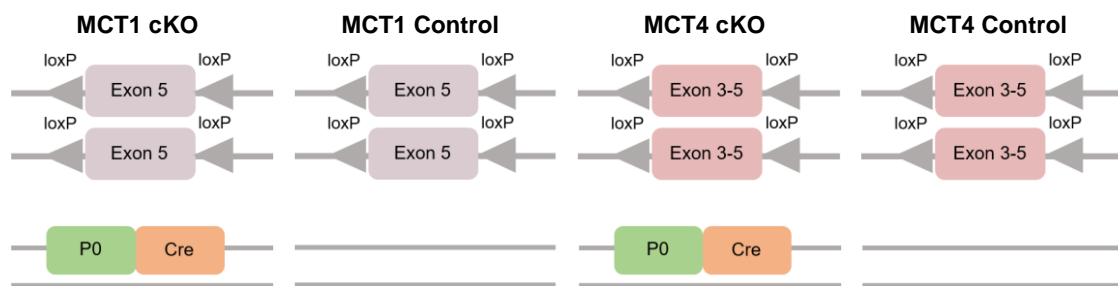 MCT1 cKO MCT1 Control MCT4 cKO MCT4 Control
loxP loxP loxP loxP loxP loxP loxP loxP
Exon 5 Exon 5 Exon 3-5 Exon 3-5
loxP loxP loxP loxP loxP loxP loxP loxP
Exon 5 Exon 5 Exon 3-5 Exon 3-5
P0 Cre P0 Cre